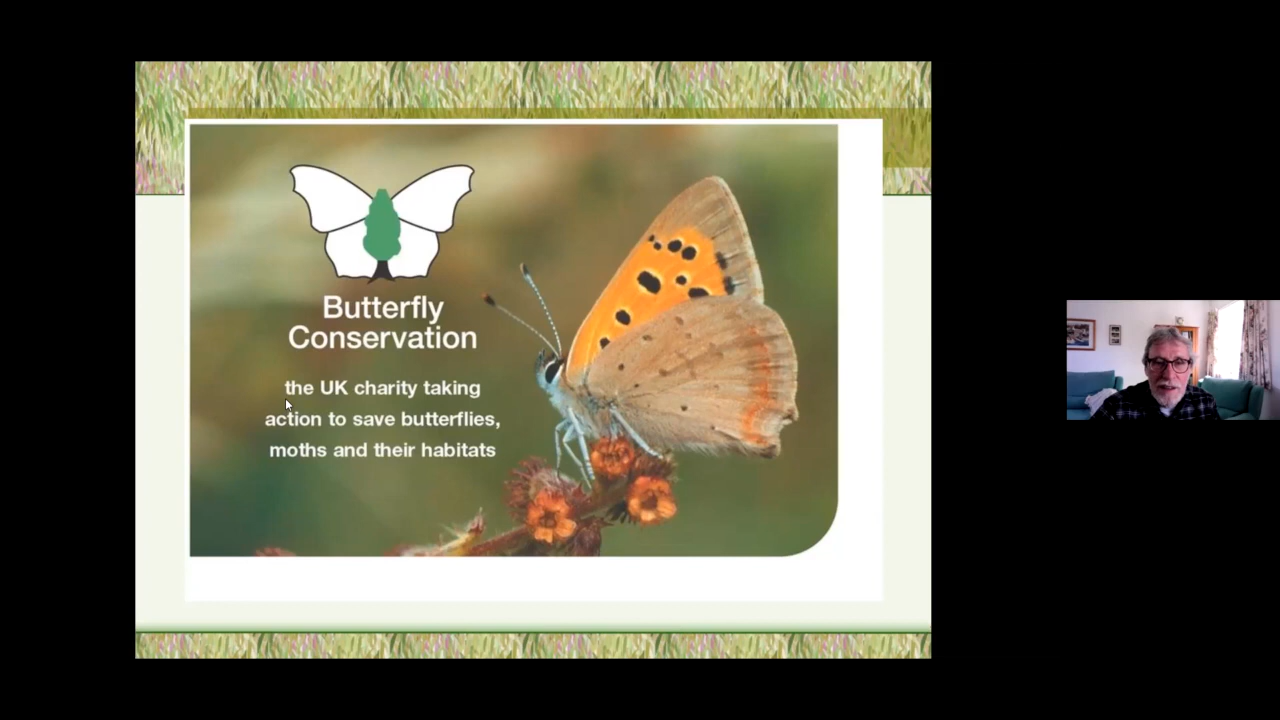 Butterfly
Conservation
the UK charity taking
action to save butterflies,
moths and their habitats